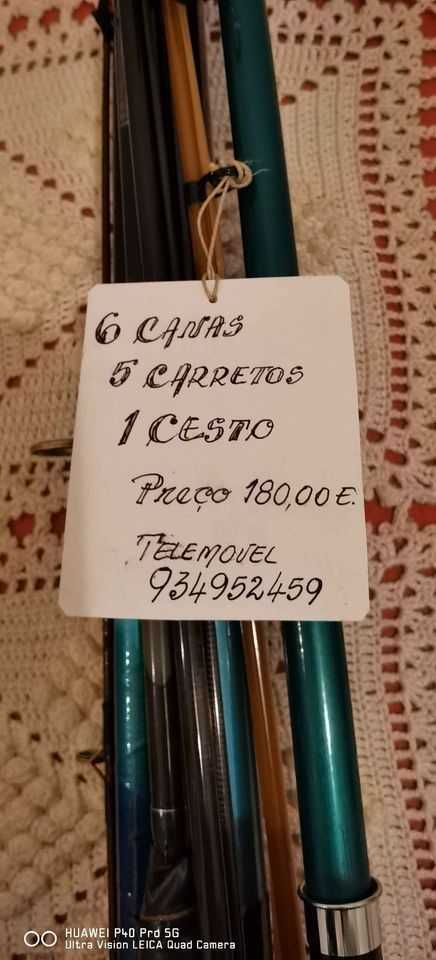 6 CANAS
5 CARRETOS
1 CESTO
Preço 180,00 E.
TELEMOVEL
934952459
HUAWEI P40 Pro 5G
Ultra Vision LEICA Quad Camera